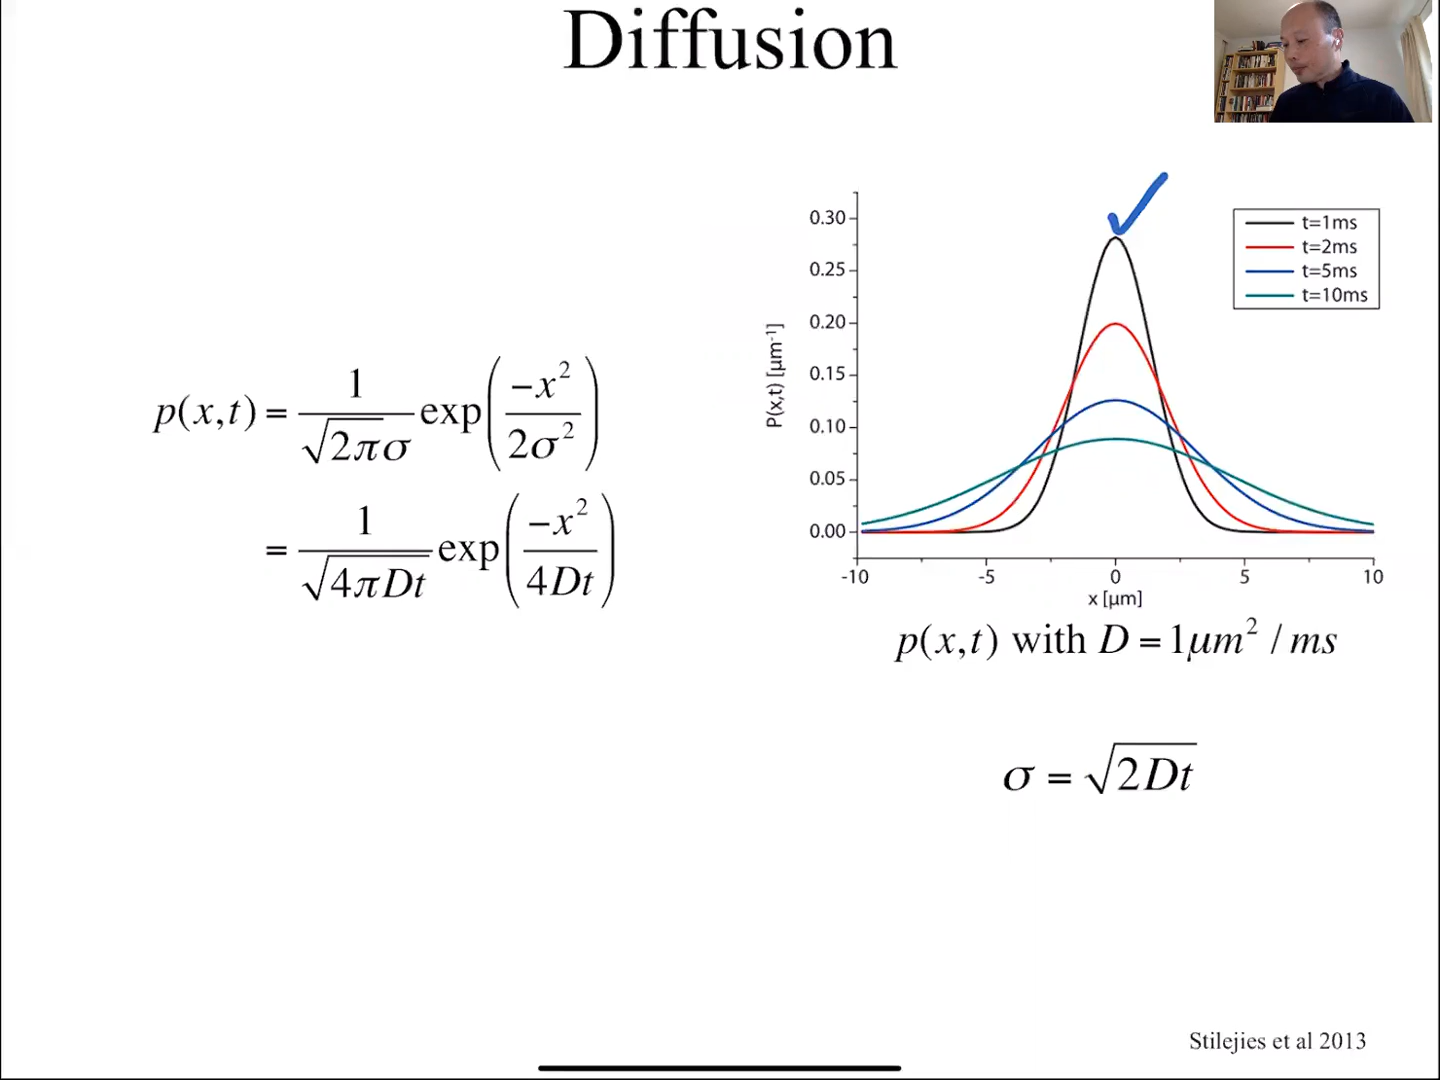 Diffusion
p(x,t) = 1/√(2π)σ exp(−x²/2σ²)
= 1/√(4πDt) exp(−x²/4Dt)
P(x,t) [µm⁻¹]
0.30
0.25
0.20
0.15
0.10
0.05
0.00
-10 -5 0 5 10
x [µm]
t=1ms
t=2ms
t=5ms
t=10ms
p(x,t) with D = 1µm² / ms
σ = √2Dt
Stilejies et al 2013